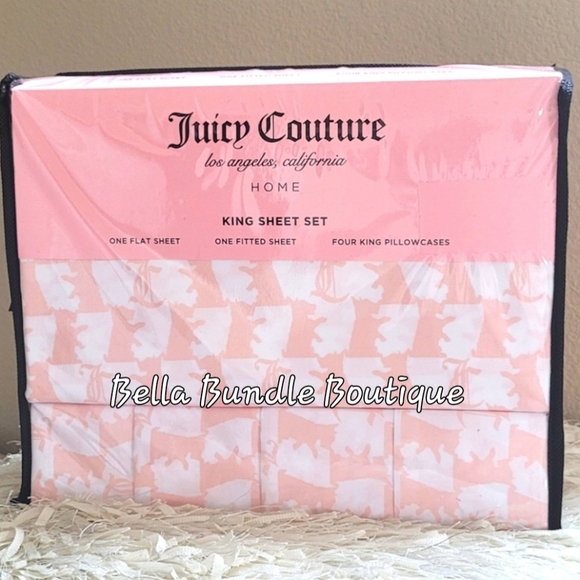 Juicy Couture
los angeles, california
HOME
KING SHEET SET
ONE FLAT SHEET ONE FITTED SHEET FOUR KING PILLOWCASES
Bella Bundle Boutique